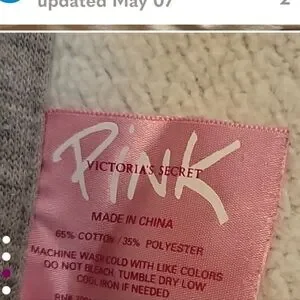 updated May 07
2
PINK
VICTORIA'S SECRET
MADE IN CHINA
65% COTTON / 35% POLYESTER
MACHINE WASH COLD WITH LIKE COLORS
DO NOT BLEACH. TUMBLE DRY LOW
COOL IRON IF NEEDED